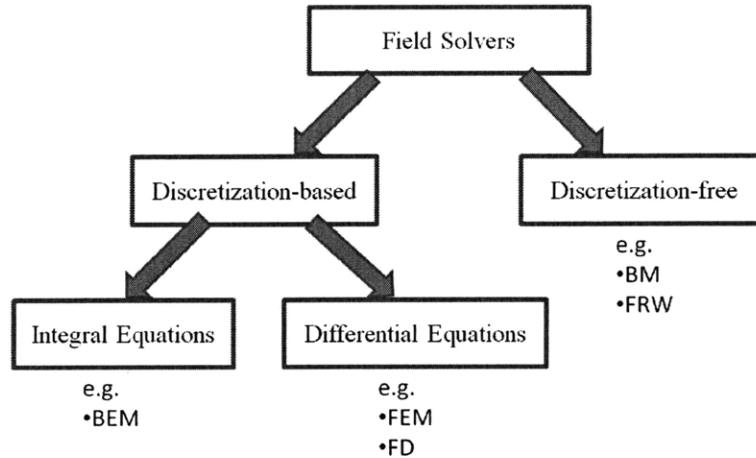 Field Solvers
Discretization-based
Discretization-free
e.g.
•BM
•FRW
Integral Equations
Differential Equations
e.g.
•BEM
e.g.
•FEM
•FD